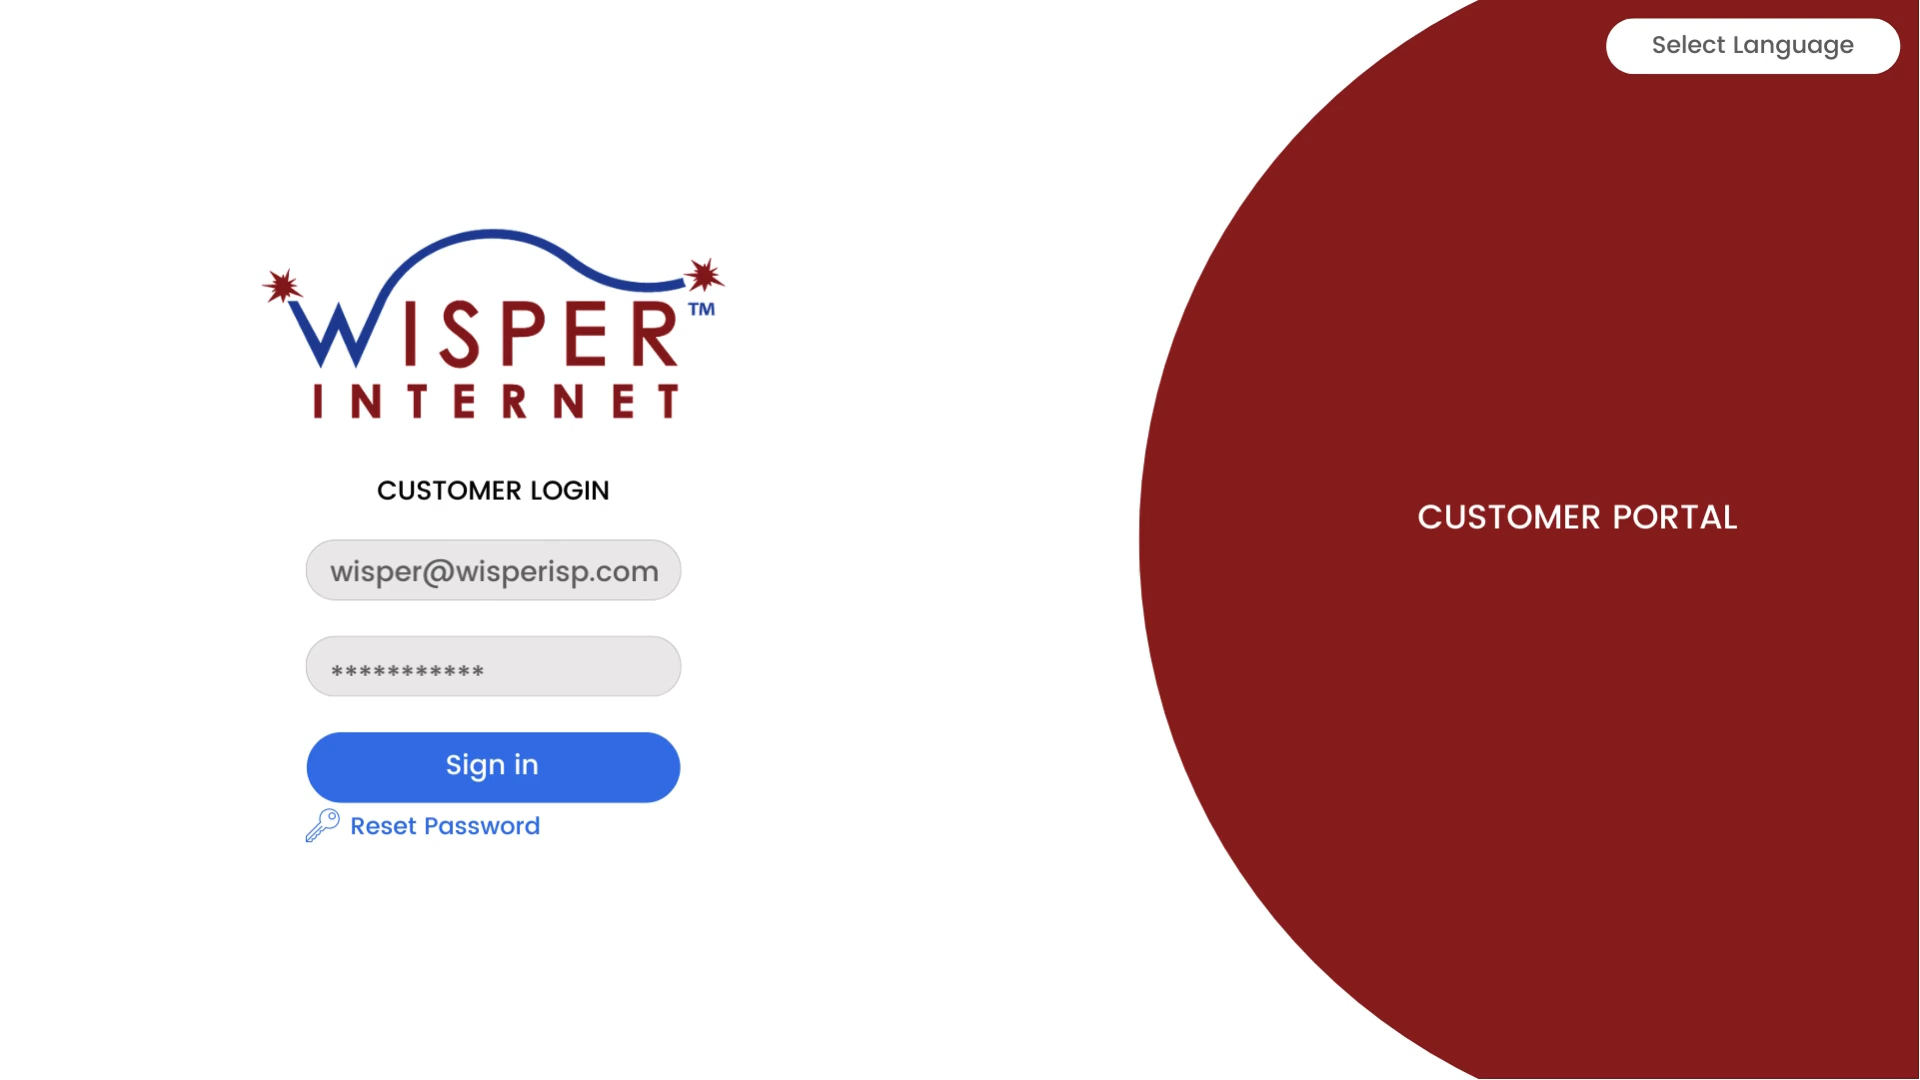 Select Language
WISPER™
INTERNET
CUSTOMER LOGIN
wisper@wisperisp.com
***********
Sign in
Reset Password
CUSTOMER PORTAL